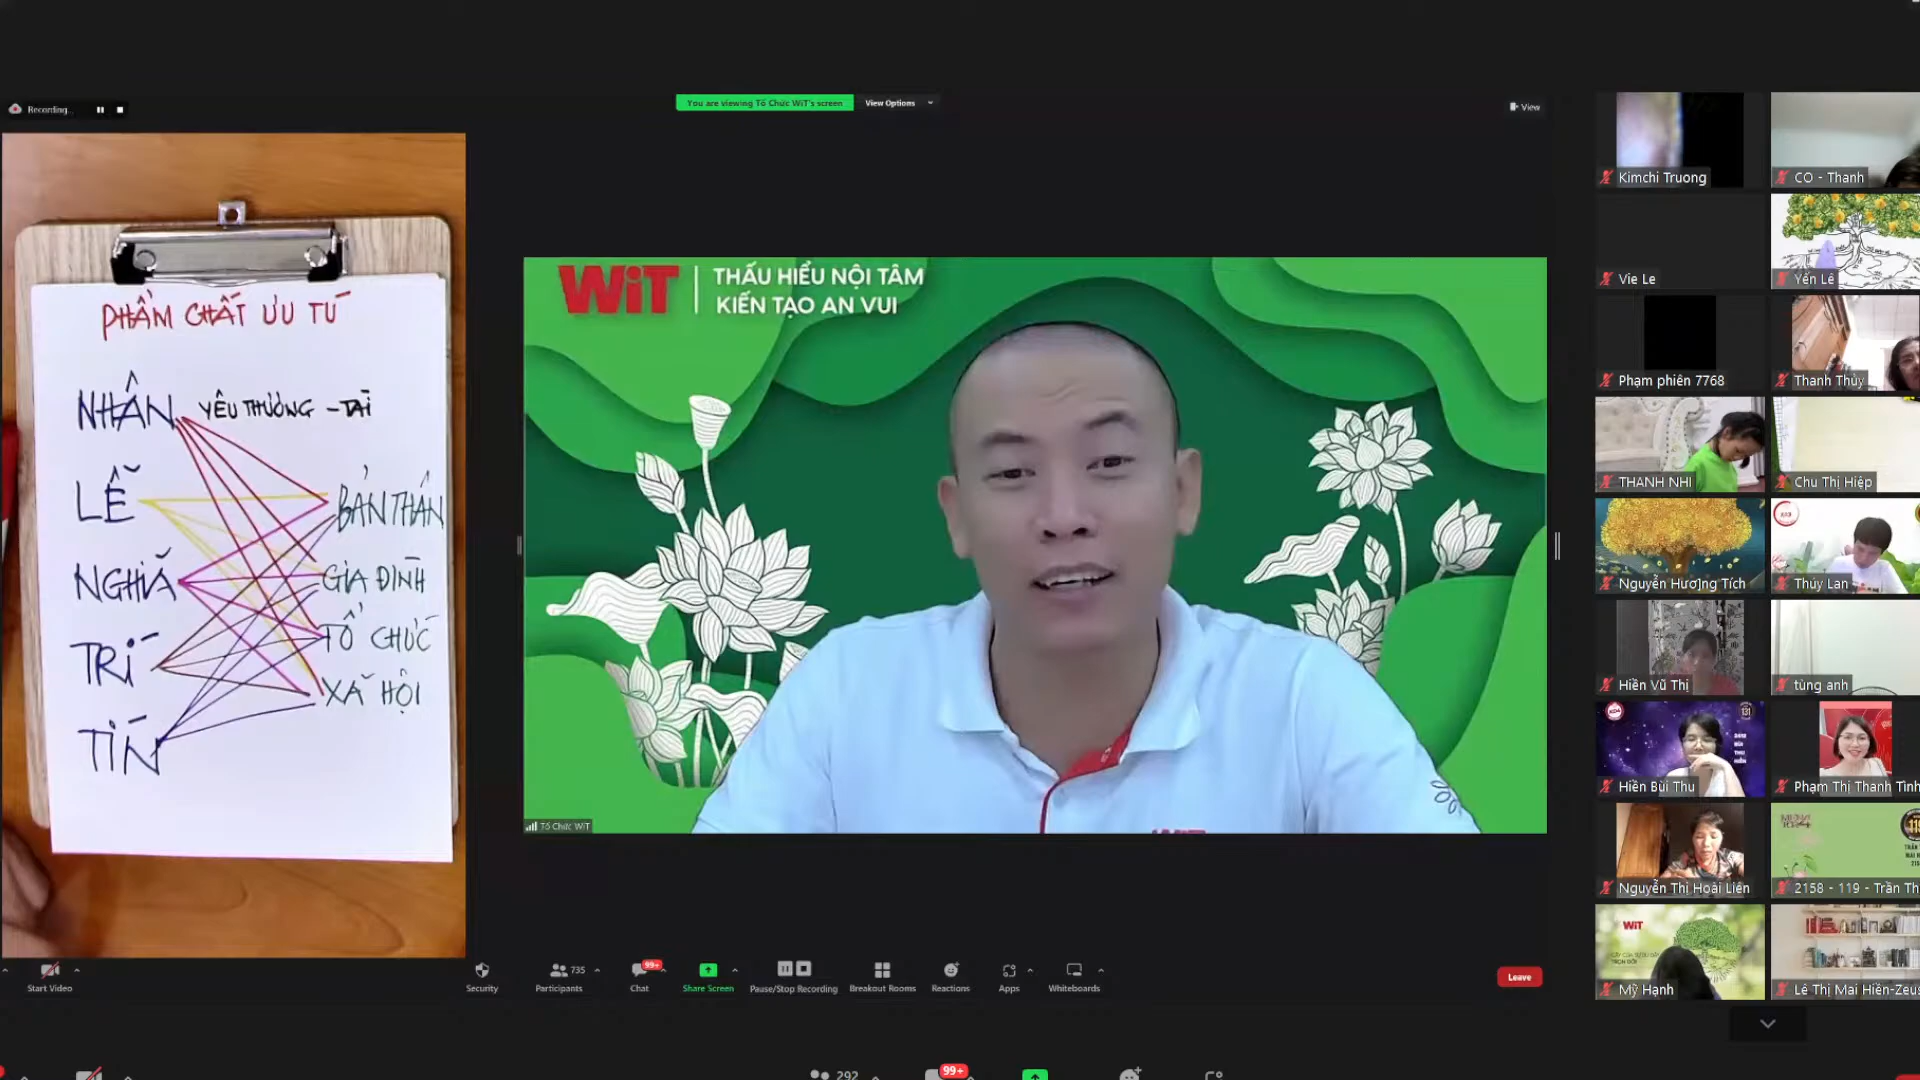 Recording...
You are viewing Tổ Chức WiT's screen
View Options
View
PHẨM CHẤT ƯU TÚ
NHÂN YÊU THƯƠNG - TÀI
LỄ
BẢN THÂN
NGHĨA
GIA ĐÌNH
TỔ CHỨC
TRÍ
XÃ HỘI
TÍN
WiT
THẤU HIỂU NỘI TÂM
KIẾN TẠO AN VUI
Tổ Chức WiT
Kimchi Truong
CO - Thanh
Vie Le
Yến Lê
Phạm phiên 7768
Thanh Thủy
THANH NHI
Chu Thị Hiệp
Nguyễn Hương Tích
Thúy Lan
Hiền Vũ Thị
tùng anh
131
Hiền Bùi Thu
Phạm Thị Thanh Tình
Nguyễn Thị Hoài Liên
2158 - 119 - Trần Th
WiT
Mỹ Hạnh
Lê Thị Mai Hiền-Zeus
Start Video
Security
735
Participants
99+
Chat
Share Screen
Pause/Stop Recording
Breakout Rooms
Reactions
Apps
Whiteboards
Leave
292
99+